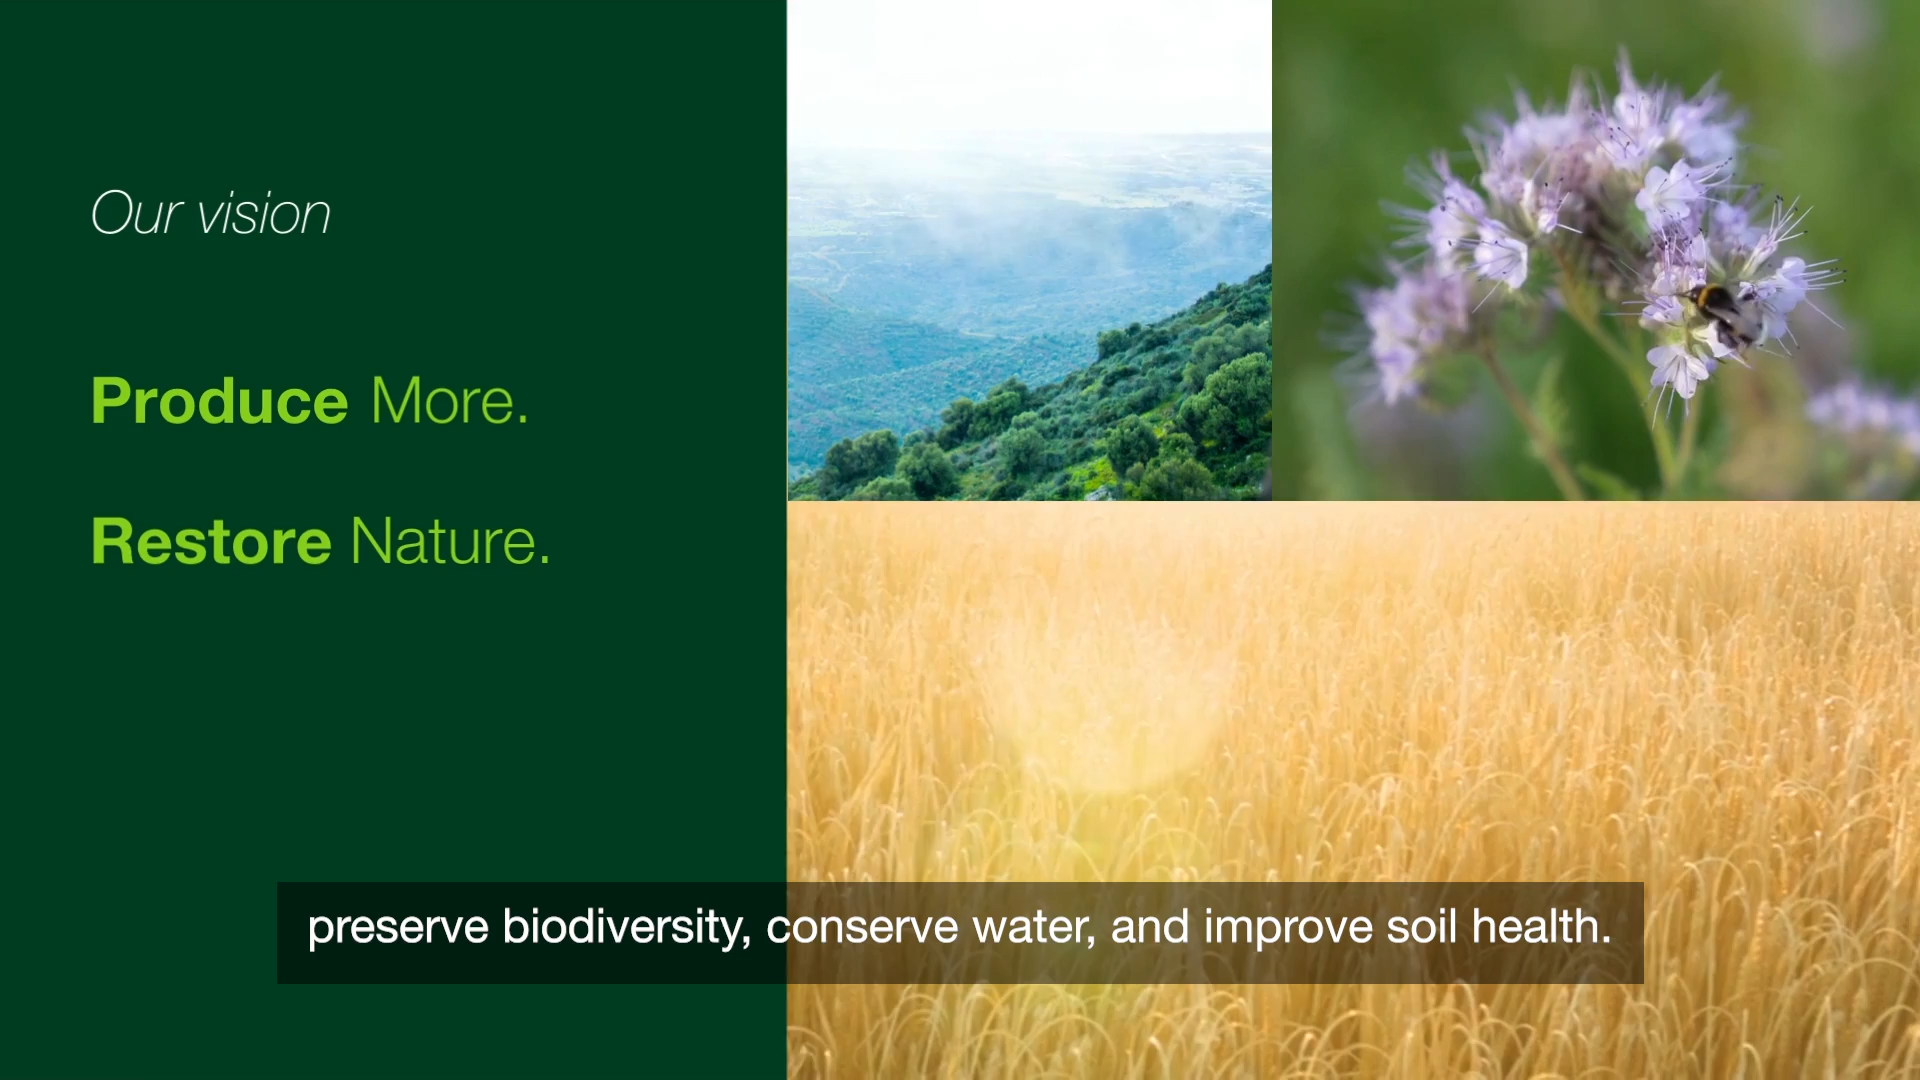 Our vision
Produce More.
Restore Nature.
preserve biodiversity, conserve water, and improve soil health.